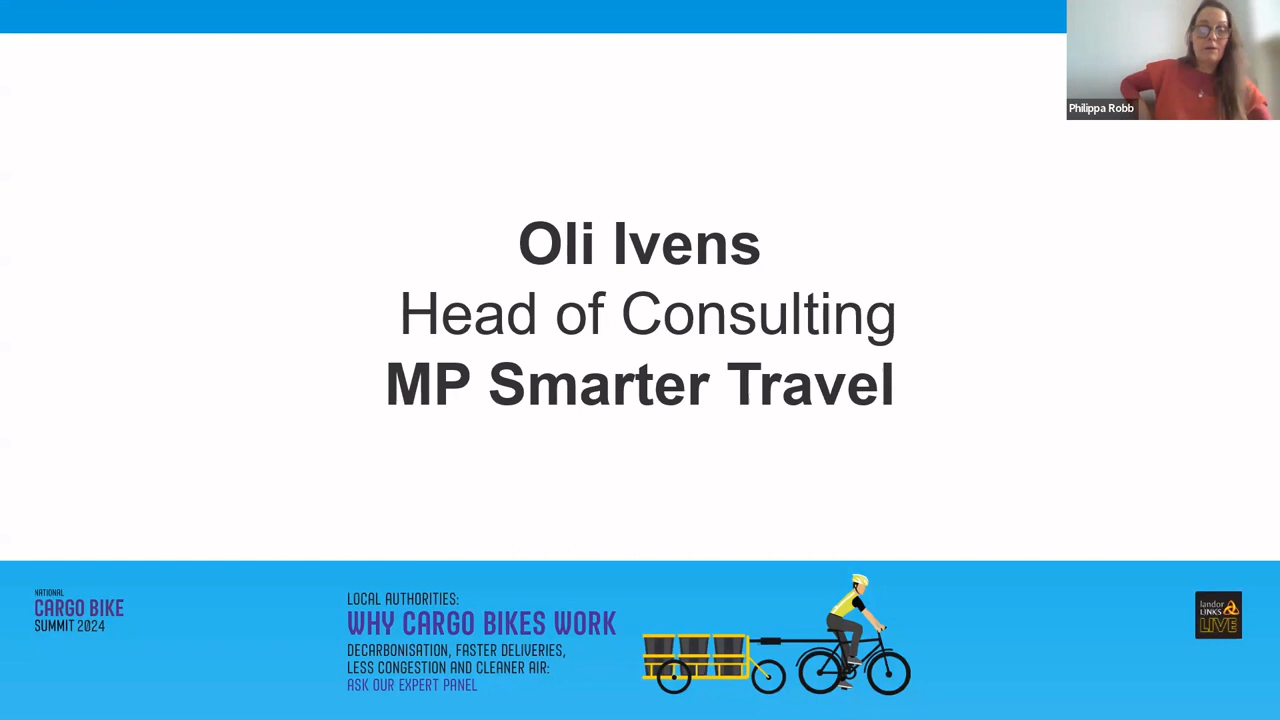 Philippa Robb
Oli Ivens
Head of Consulting
MP Smarter Travel
NATIONAL
CARGO BIKE
SUMMIT 2024
LOCAL AUTHORITIES:
WHY CARGO BIKES WORK
DECARBONISATION, FASTER DELIVERIES,
LESS CONGESTION AND CLEANER AIR:
ASK OUR EXPERT PANEL
landor
LINKS
LIVE